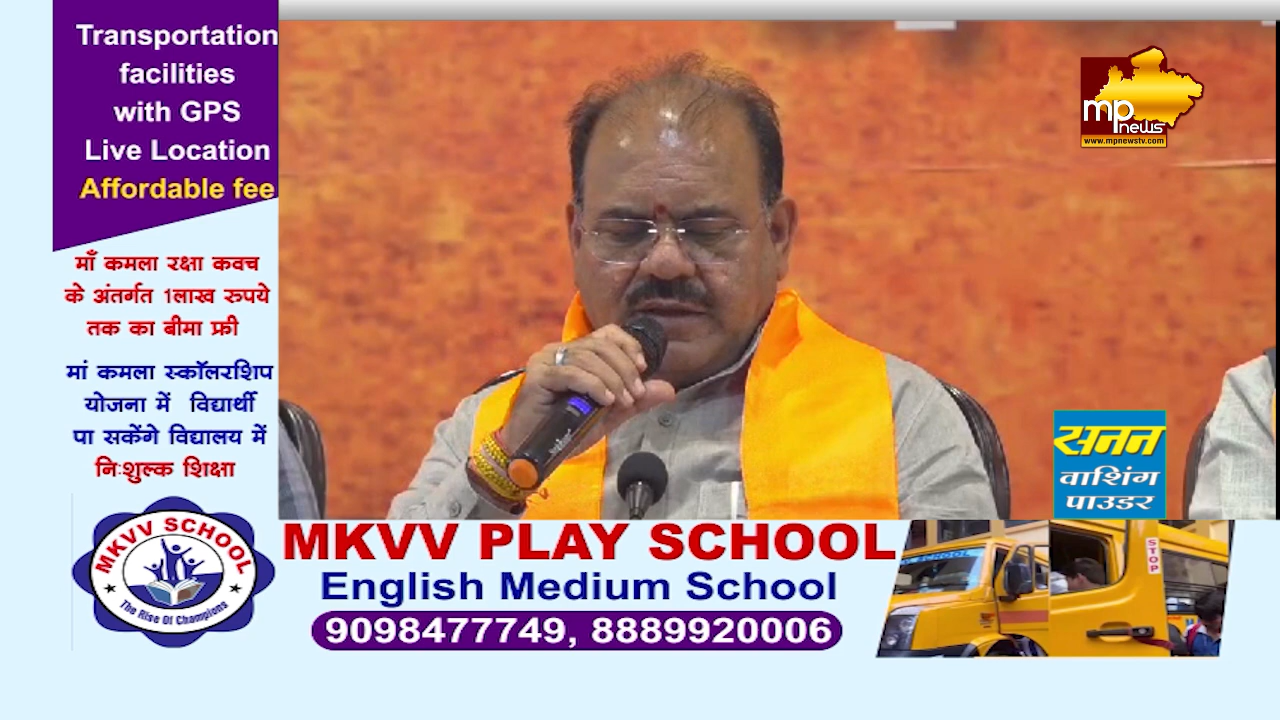 Transportation
facilities
with GPS
Live Location
Affordable fee
माँ कमला रक्षा कवच
के अंतर्गत 1लाख रुपये
तक का बीमा फ्री
मां कमला स्कॉलरशिप
योजना में विद्यार्थी
पा सकेंगे विद्यालय में
निःशुल्क शिक्षा
MKVV SCHOOL
The Rise Of Champions
MKVV PLAY SCHOOL
English Medium School
9098477749, 8889920006
mp
news
www.mpnewstv.com
सनन
वाशिंग
पाउडर
SCHOOL
STOP